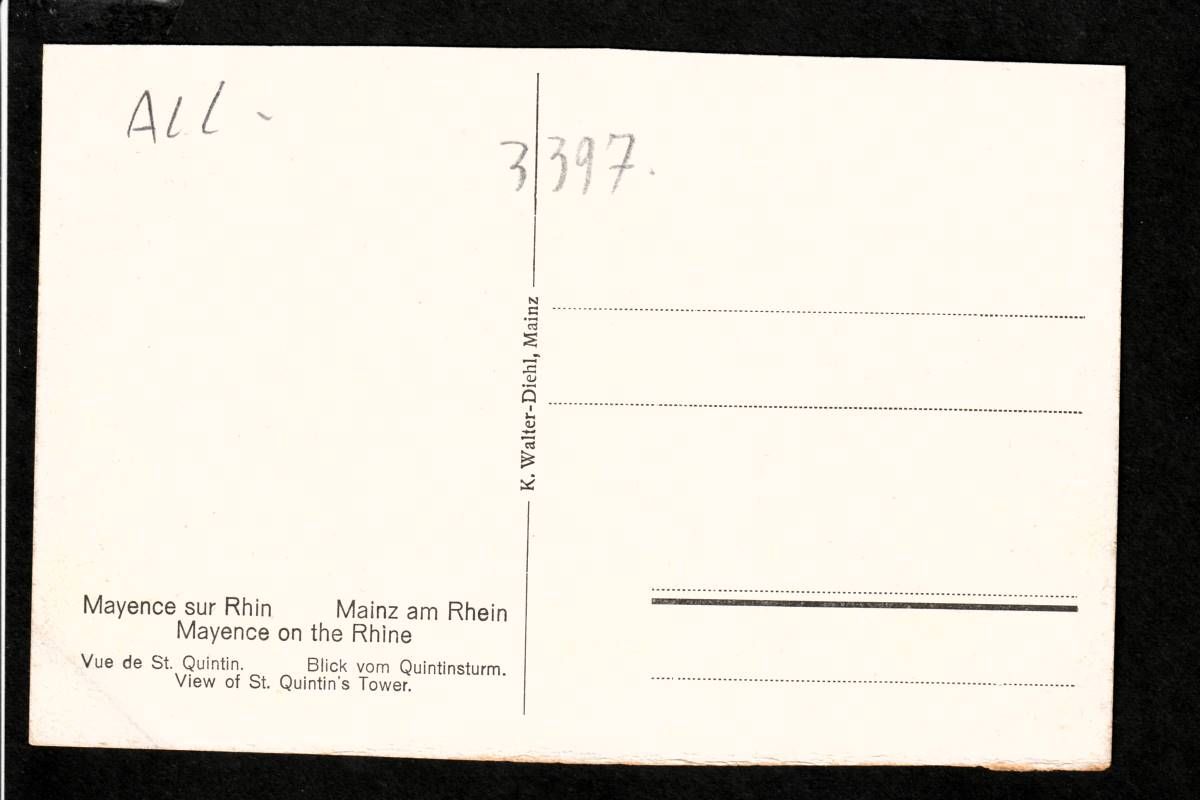 ALL -
3397.
K. Walter-Diehl, Mainz
Mayence sur Rhin Mainz am Rhein
Mayence on the Rhine
Vue de St. Quintin. Blick vom Quintinsturm.
View of St. Quintin's Tower.